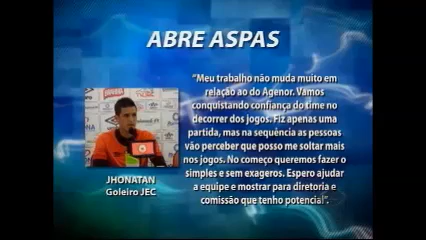 ABRE ASPAS
"Meu trabalho não muda muito em
relação ao do Agenor. Vamos
conquistando confiança do time no
decorrer dos jogos. Fiz apenas uma
partida, mas na sequência as pessoas
vão perceber que posso me soltar mais
nos jogos. No começo queremos fazer o
simples e sem exageros. Espero ajudar
a equipe e mostrar para diretoria e
comissão que tenho potencial".
JHONATAN
Goleiro JEC